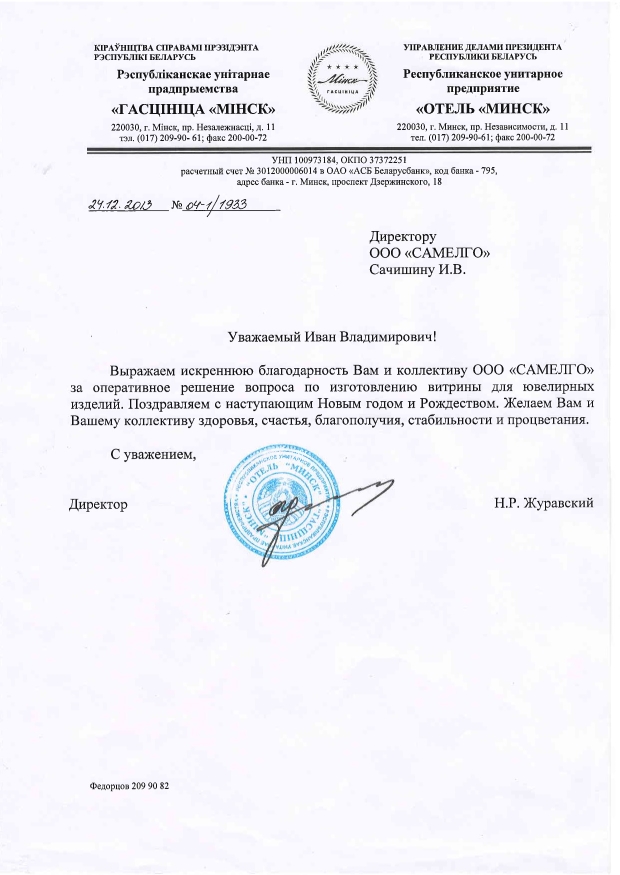 КІРАЎНІЦТВА СПРАВАМІ ПРЭЗІДЭНТА
РЭСПУБЛІКІ БЕЛАРУСЬ
Рэспубліканскае унітарнае
прадпрыемства
«ГАСЦІНІЦА «МІНСК»
220030, г. Мінск, пр. Незалежнасці, д. 11
тэл. (017) 209-90- 61; факс 200-00-72
Мінск
ГАСЦІНІЦА
УПРАВЛЕНИЕ ДЕЛАМИ ПРЕЗИДЕНТА
РЕСПУБЛИКИ БЕЛАРУСЬ
Республиканское унитарное
предприятие
«ОТЕЛЬ «МИНСК»
220030, г. Минск, пр. Независимости, д. 11
тел. (017) 209-90-61; факс 200-00-72
УНП 100973184, ОКПО 37372251
расчетный счет № 3012000006014 в ОАО «АСБ Беларусбанк», код банка - 795,
адрес банка - г. Минск, проспект Дзержинского, 18
24.12.2013 № 04-1/1933
Директору
ООО «САМЕЛГО»
Сачишину И.В.
Уважаемый Иван Владимирович!
Выражаем искреннюю благодарность Вам и коллективу ООО «САМЕЛГО»
за оперативное решение вопроса по изготовлению витрины для ювелирных
изделий. Поздравляем с наступающим Новым годом и Рождеством. Желаем Вам и
Вашему коллективу здоровья, счастья, благополучия, стабильности и процветания.
С уважением,
"ОТЕЛЬ "МИНСК"
Директор
Н.Р. Журавский
Федорцов 209 90 82